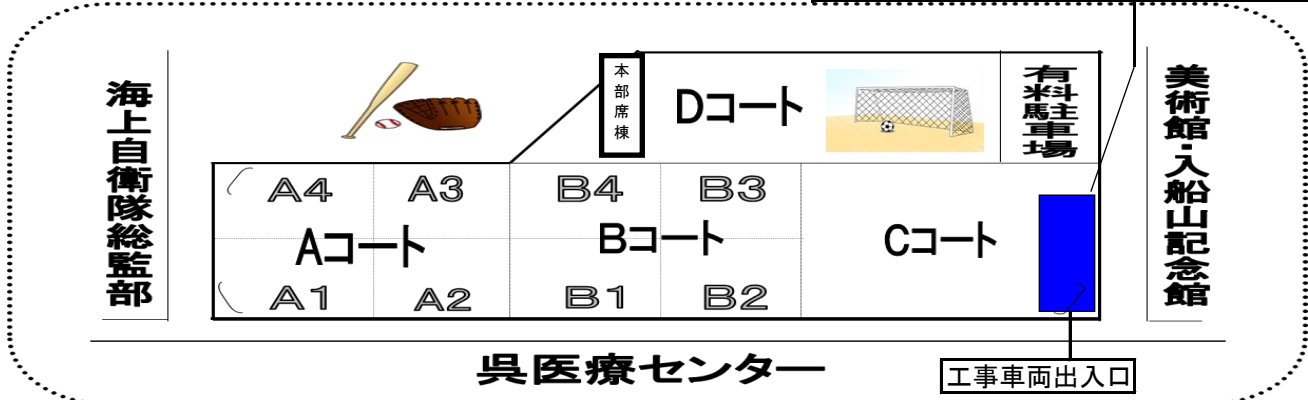 海上自衛隊総監部
本部席棟
Dコート
有料駐車場
美術館・入船山記念館
A4
A3
B4
B3
Aコート
Bコート
Cコート
A1
A2
B1
B2
呉医療センター
工事車両出入口